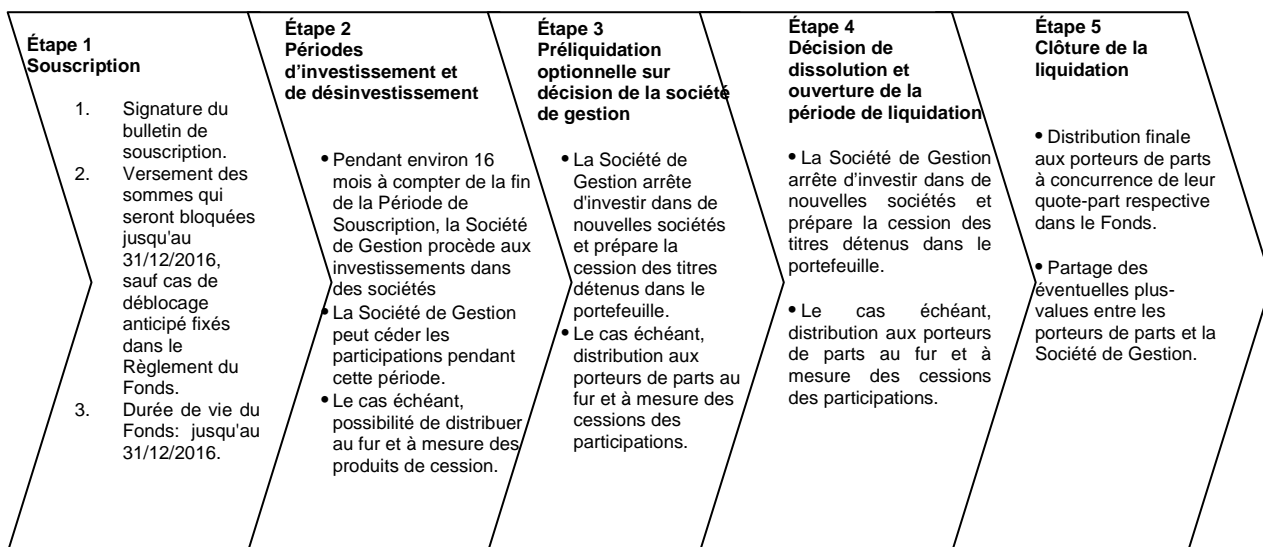 Étape 1
Souscription
1. Signature du
bulletin de
souscription.
2. Versement des
sommes qui
seront bloquées
jusqu'au
31/12/2016,
sauf cas de
déblocage
anticipé fixés
dans le
Règlement du
Fonds.
3. Durée de vie du
Fonds: jusqu'au
31/12/2016.
Étape 2
Périodes
d’investissement et
de désinvestissement
• Pendant environ 16
mois à compter de la fin
de la Période de
Souscription, la Société
de Gestion procède aux
investissements dans
des sociétés
• La Société de Gestion
peut céder les
participations pendant
cette période.
• Le cas échéant,
possibilité de distribuer
au fur et à mesure des
produits de cession.
Étape 3
Préliquidation
optionnelle sur
décision de la société
de gestion
• La Société de
Gestion arrête
d'investir dans de
nouvelles sociétés
et prépare la
cession des titres
détenus dans le
portefeuille.
• Le cas échéant,
distribution aux
porteurs de parts au
fur et à mesure des
cessions des
participations.
Étape 4
Décision de
dissolution et
ouverture de la
période de liquidation
• La Société de Gestion
arrête d’investir dans de
nouvelles sociétés et
prépare la cession des
titres détenus dans le
portefeuille.
• Le cas échéant,
distribution aux porteurs
de parts au fur et à
mesure des cessions
des participations.
Étape 5
Clôture de la
liquidation
• Distribution finale
aux porteurs de parts
à concurrence de leur
quote-part respective
dans le Fonds.
• Partage des
éventuelles plus-
values entre les
porteurs de parts et la
Société de Gestion.